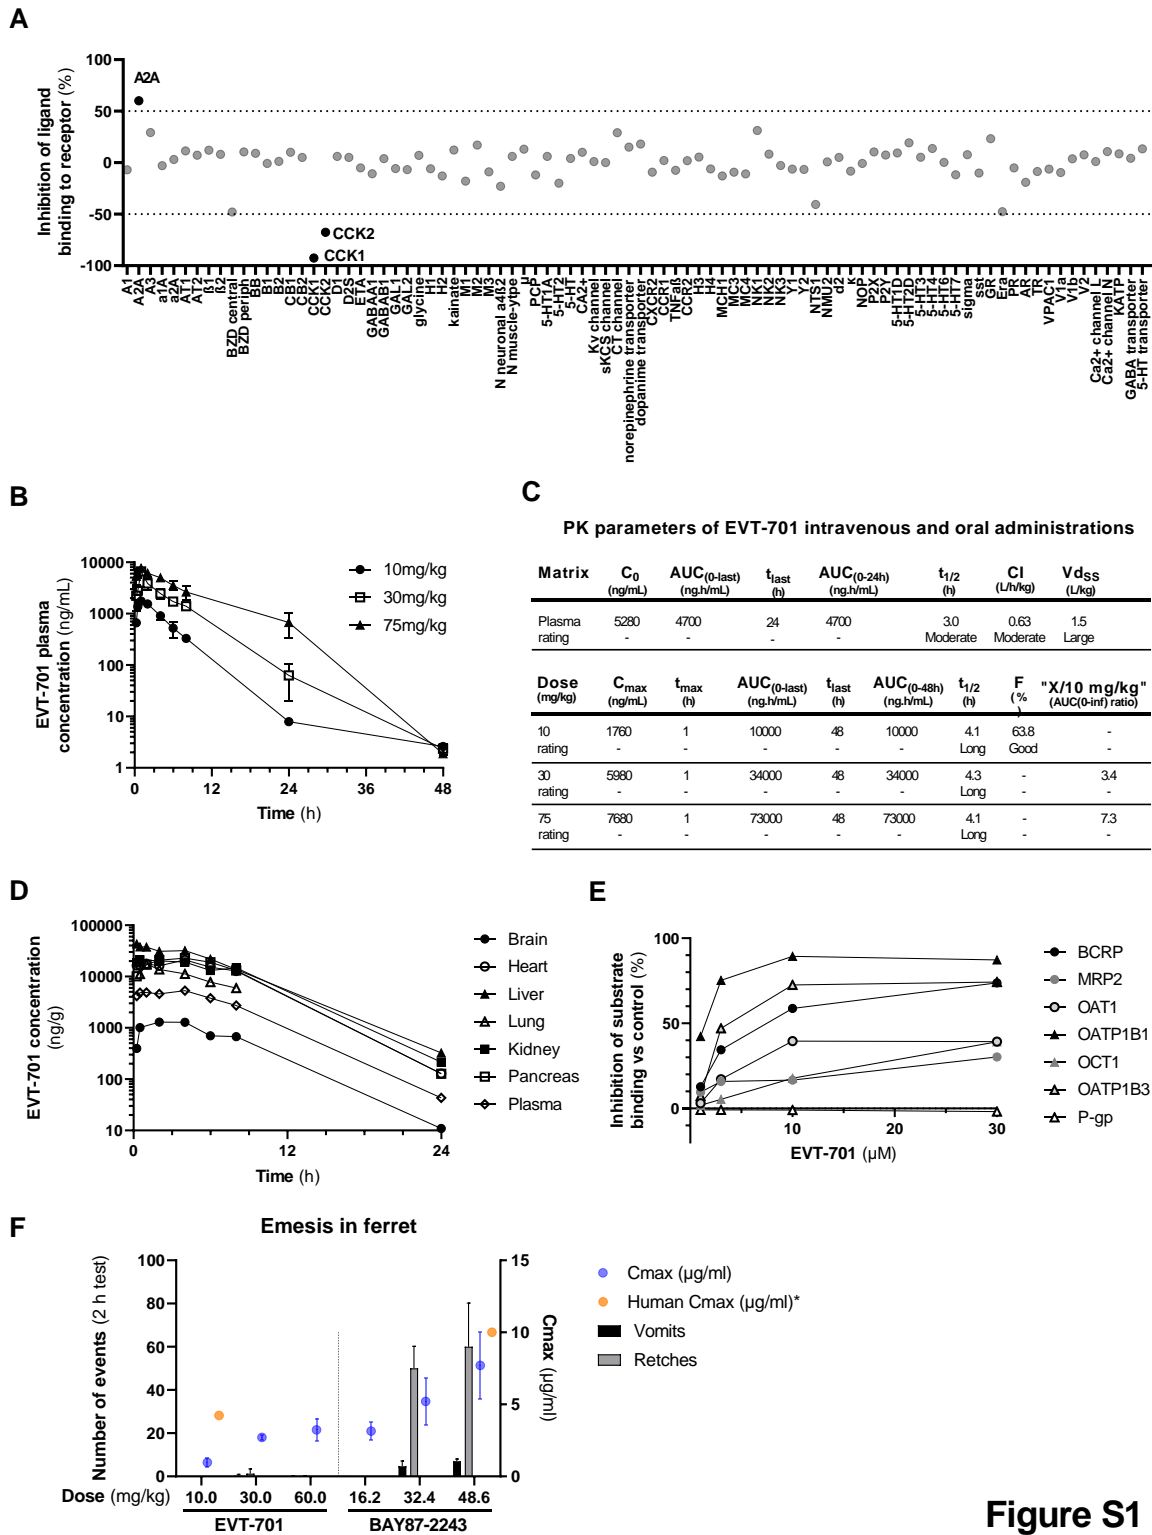 A
Inhibition of ligand
binding to receptor (%)
100
50
0
-50
-100
A2A
CCK2
CCK1
A1
A2A
A3
a1A
a2A
AT1
AT2
ß1
ß2
BZD central
BZD periph
BB
B1
B2
CB1
CB2
CCK1
CCK2
D1
D2S
ETA
GABAA1
GABAB1
GAL1
GAL2
glycine
H1
H2
kainate
M1
M2
M3
N neuronal a4ß2
N muscle-ytpe
µ
PCP
5-HT1A
5-HT2
5-HT
CA2+
Kv channel
sKCS channel
CT channel
norepinephrine transporter
dopanime transporter
CXCR2
CCR1
TNFaß
CCR2
H3
H4
MCH1
MC3
MC4
NK1
NK2
NK3
Y1
Y2
NTS1
NMU2
d2
κ
NOP
P2X
P2Y
5-HT1D
5-HT2D
5-HT3
5-HT4
5-HT6
5-HT7
sigma
sst
GR
Era
PR
AR
TR
VPAC1
V1a
V1b
V2
Ca2+ channel L
Ca2+ channel L
KATP
GABA transporter
5-HT transporter
B
EVT-701 plasma
concentration (ng/mL)
10000
1000
100
10
1
0 12 24 36 48
Time (h)
10mg/kg
30mg/kg
75mg/kg
C
PK parameters of EVT-701 intravenous and oral administrations
Matrix C0 AUC(0-last) tlast AUC(0-24h) t1/2 Cl VdSS
(ng/mL) (ng.h/mL) (h) (ng.h/mL) (h) (L/h/kg) (L/kg)
Plasma 5280 4700 24 4700 3.0 0.63 1.5
rating - - - - Moderate Moderate Large
Dose Cmax tmax AUC(0-last) tlast AUC(0-48h) t1/2 F "X/10 mg/kg"
(mg/kg) (ng/mL) (h) (ng.h/mL) (h) (ng.h/mL) (h) (% (AUC(0-inf) ratio)
)
10 1760 1 10000 48 10000 4.1 63.8 -
rating - - - - - Long Good
30 5980 1 34000 48 34000 4.3 - 3.4
rating - - - - - Long
75 7680 1 73000 48 73000 4.1 - 7.3
rating - - - - - Long
D
EVT-701 concentration
(ng/g)
100000
10000
1000
100
10
0 12 24
Time (h)
Brain
Heart
Liver
Lung
Kidney
Pancreas
Plasma
E
Inhibition of substrate
binding vs control (%)
100
50
0
10 20 30
EVT-701 (µM)
BCRP
MRP2
OAT1
OATP1B1
OCT1
OATP1B3
P-gp
F
Emesis in ferret
Number of events (2 h test)
100
80
60
40
20
0
15
10
5
0
Cmax (µg/ml)
Dose (mg/kg) 10.0 30.0 60.0 16.2 32.4 48.6
EVT-701 BAY87-2243
Cmax (µg/ml)
Human Cmax (µg/ml)*
Vomits
Retches
Figure S1